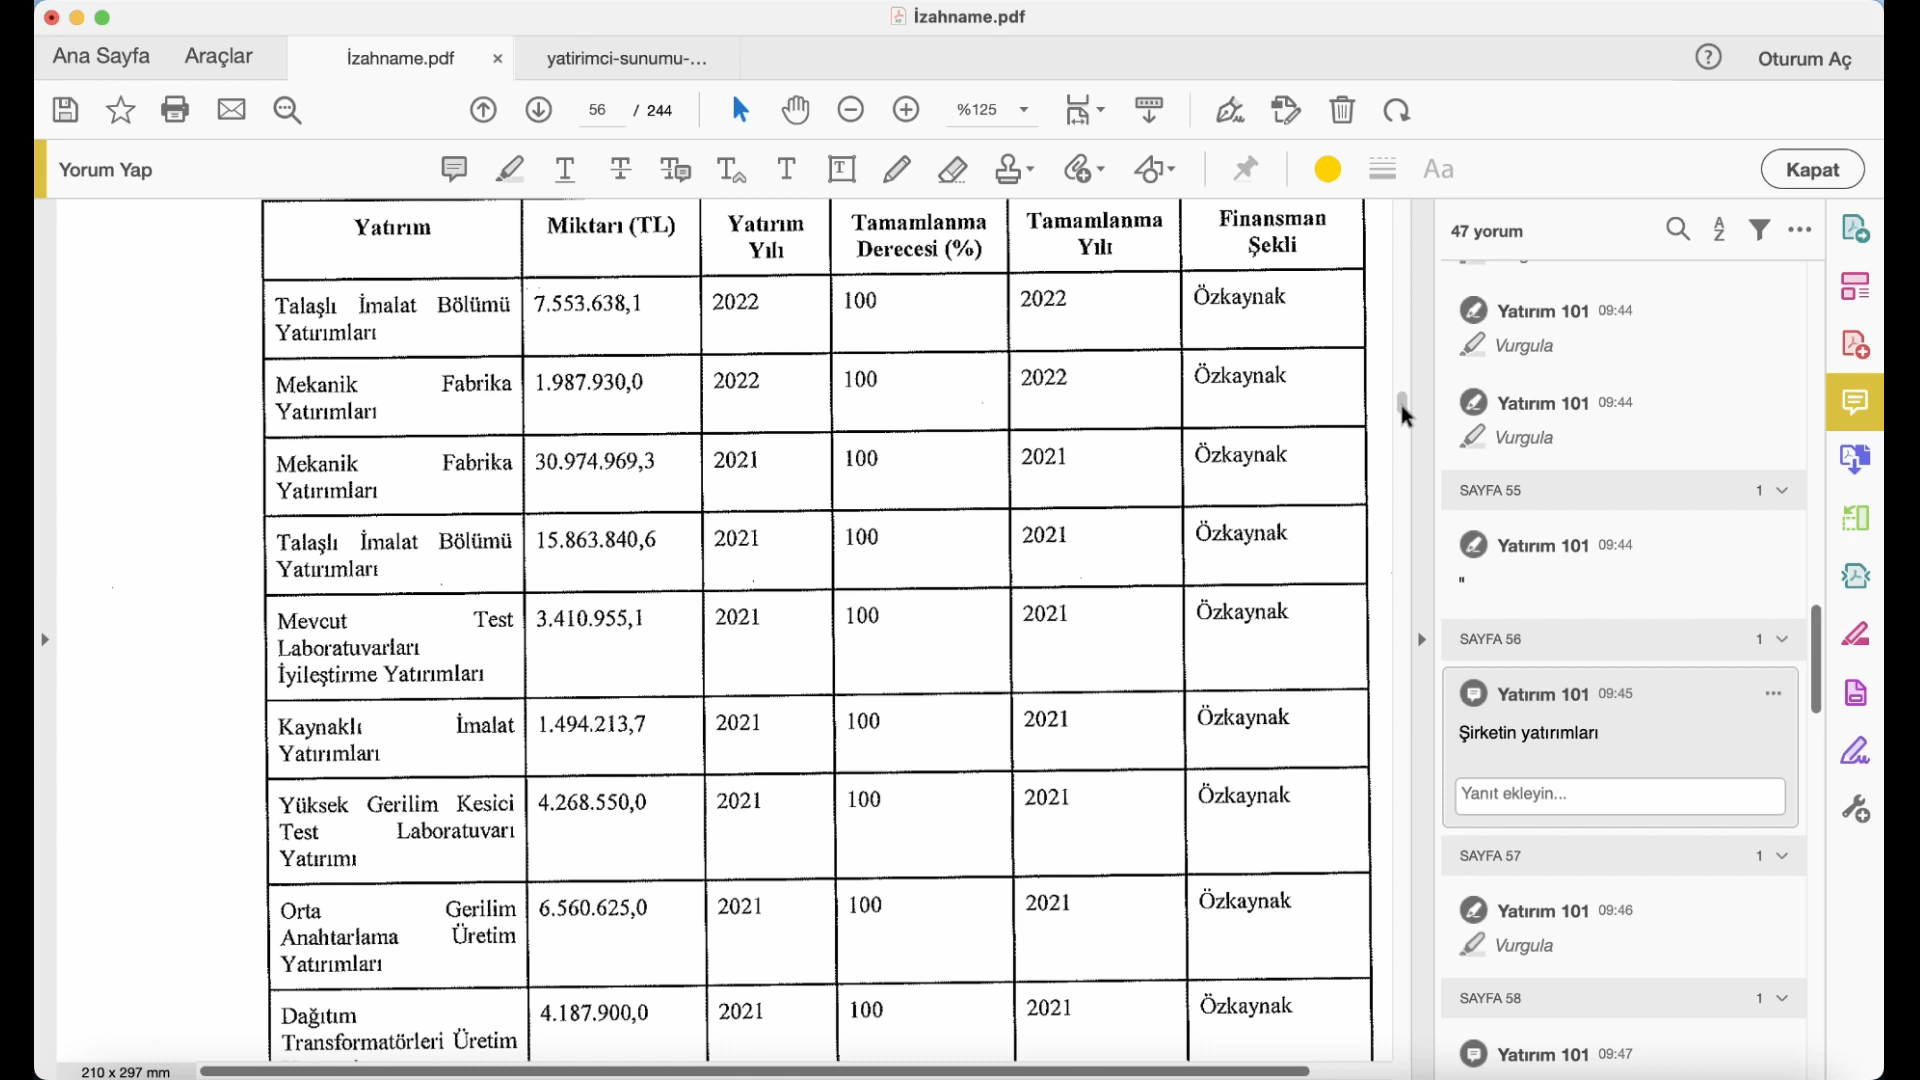 İzahname.pdf
Ana Sayfa Araçlar İzahname.pdf × yatirimci-sunumu-... ? Oturum Aç
56 / 244 %125
Yorum Yap Aa Kapat
Yatırım Miktarı (TL) Yatırım Yılı Tamamlanma Derecesi (%) Tamamlanma Yılı Finansman Şekli
Talaşlı İmalat Bölümü Yatırımları 7.553.638,1 2022 100 2022 Özkaynak
Mekanik Fabrika Yatırımları 1.987.930,0 2022 100 2022 Özkaynak
Mekanik Fabrika Yatırımları 30.974.969,3 2021 100 2021 Özkaynak
Talaşlı İmalat Bölümü Yatırımları 15.863.840,6 2021 100 2021 Özkaynak
Mevcut Test Laboratuvarları İyileştirme Yatırımları 3.410.955,1 2021 100 2021 Özkaynak
Kaynaklı İmalat Yatırımları 1.494.213,7 2021 100 2021 Özkaynak
Yüksek Gerilim Kesici Test Laboratuvarı Yatırımı 4.268.550,0 2021 100 2021 Özkaynak
Orta Gerilim Anahtarlama Üretim Yatırımları 6.560.625,0 2021 100 2021 Özkaynak
Dağıtım Transformatörleri Üretim 4.187.900,0 2021 100 2021 Özkaynak
210 x 297 mm
47 yorum
Yatırım 101 09:44
Vurgula
Yatırım 101 09:44
Vurgula
SAYFA 55 1
Yatırım 101 09:44
"
SAYFA 56 1
Yatırım 101 09:45
Şirketin yatırımları
Yanıt ekleyin...
SAYFA 57 1
Yatırım 101 09:46
Vurgula
SAYFA 58 1
Yatırım 101 09:47